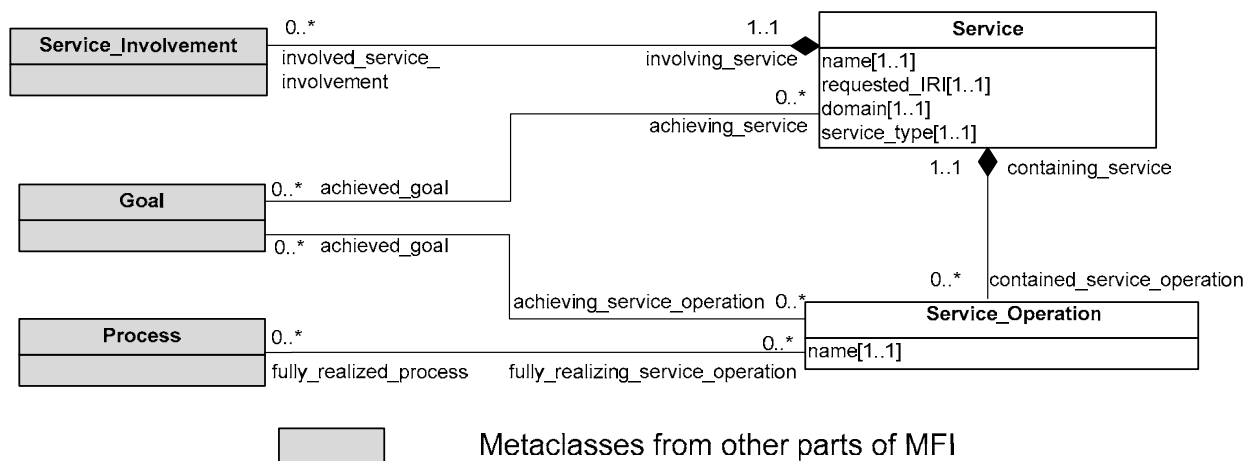 Service_Involvement
0..*
involved_service_
involvement
1..1
involving_service
Service
name[1..1]
requested_IRI[1..1]
domain[1..1]
service_type[1..1]
0..*
achieving_service
1..1 containing_service
Goal
0..* achieved_goal
0..* achieved_goal
0..* contained_service_operation
achieving_service_operation 0..*
Service_Operation
name[1..1]
Process
0..*
fully_realized_process
0..*
fully_realizing_service_operation
Metaclasses from other parts of MFI